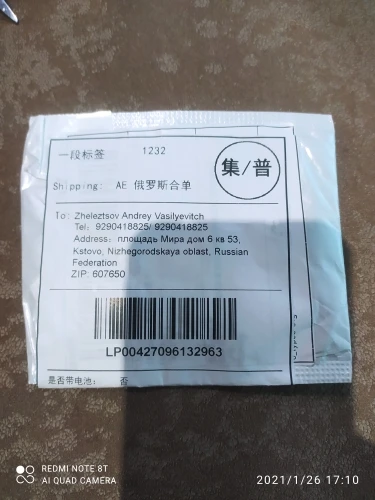 一段标签 1232
集/普
Shipping: AE 俄罗斯合单
To: Zheleztsov Andrey Vasilyevitch
Tel: 9290418825/ 9290418825
Address: площадь Мира дом 6 кв 53,
Kstovo, Nizhegorodskaya oblast, Russian
Federation
ZIP: 607650
LP00427096132963
是否带电池: 否
REDMI NOTE 8T
AI QUAD CAMERA
2021/1/26 17:10